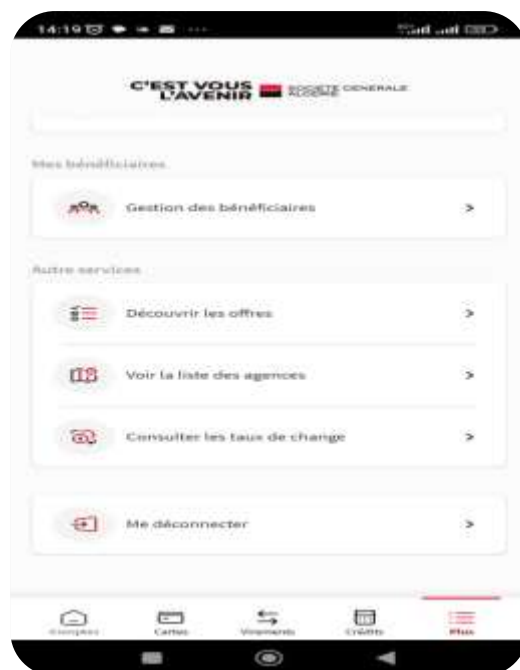 14:19
C'EST VOUS
L'AVENIR
SOCIETE GENERALE
ALGERIE
Mes bénéficiaires
Gestion des bénéficiaires
Autre services
Découvrir les offres
Voir la liste des agences
Consulter les taux de change
Me déconnecter
Comptes
Cartes
Virements
Crédits
Plus